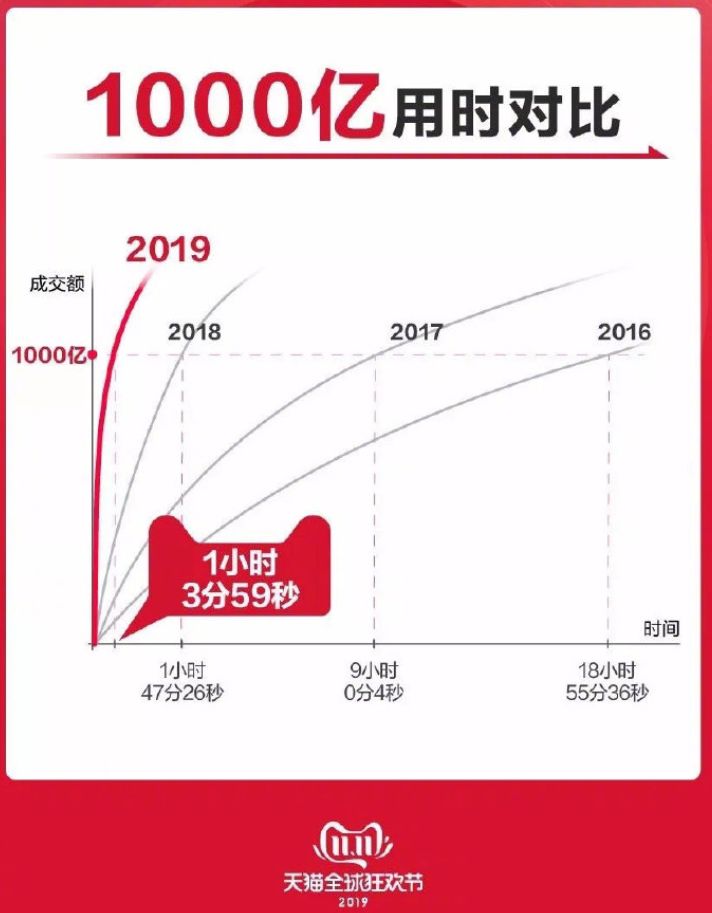 1000亿用时对比
2019
成交额
2018
2017
2016
1000亿
1小时
3分59秒
时间
1小时
47分26秒
9小时
0分4秒
18小时
55分36秒
11.11
天猫全球狂欢节
2019